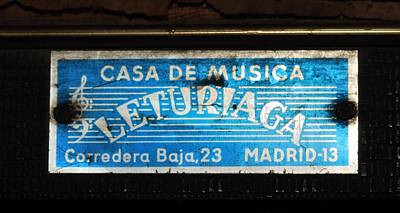 CASA DE MUSICA
LETURIAGA
Corredera Baja, 23 MADRID-13